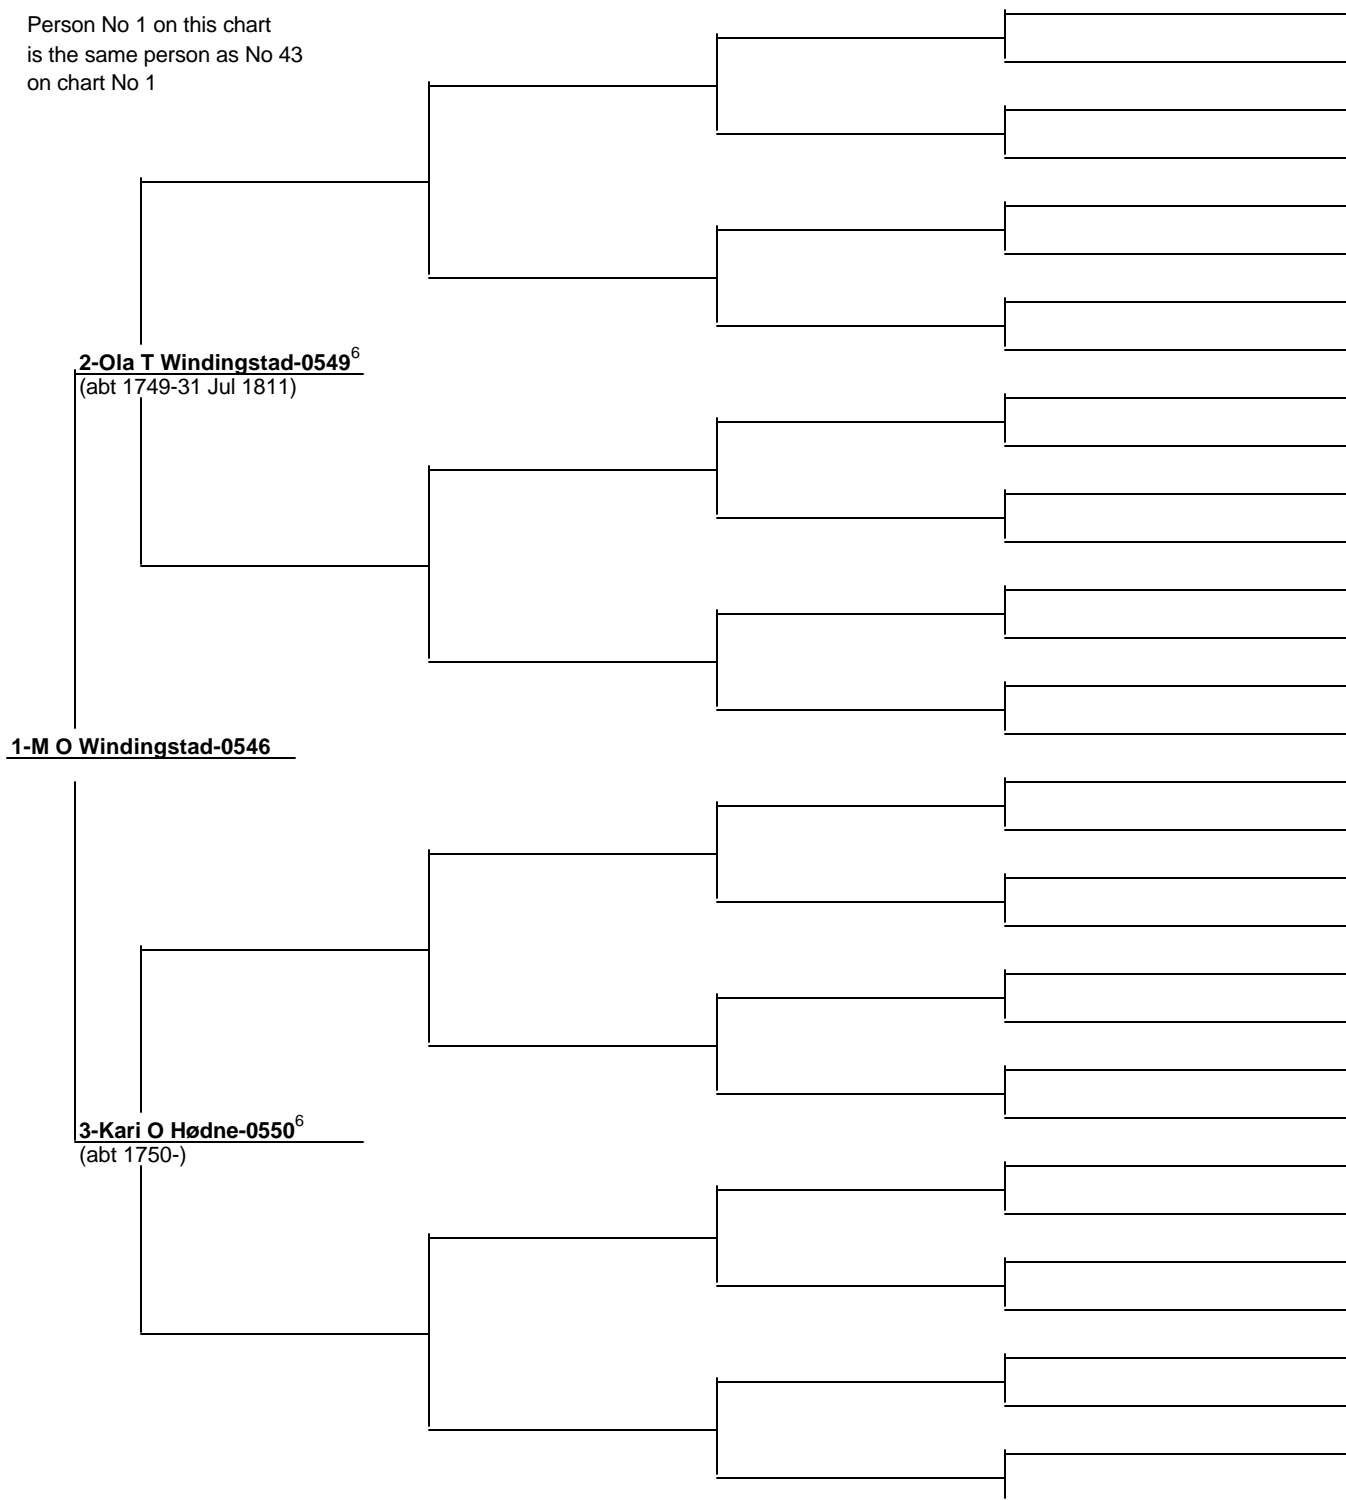 Person No 1 on this chart
is the same person as No 43
on chart No 1
2-Ola T Windingstad-0549⁶
(abt 1749-31 Jul 1811)
1-M O Windingstad-0546
3-Kari O Hødne-0550⁶
(abt 1750-)